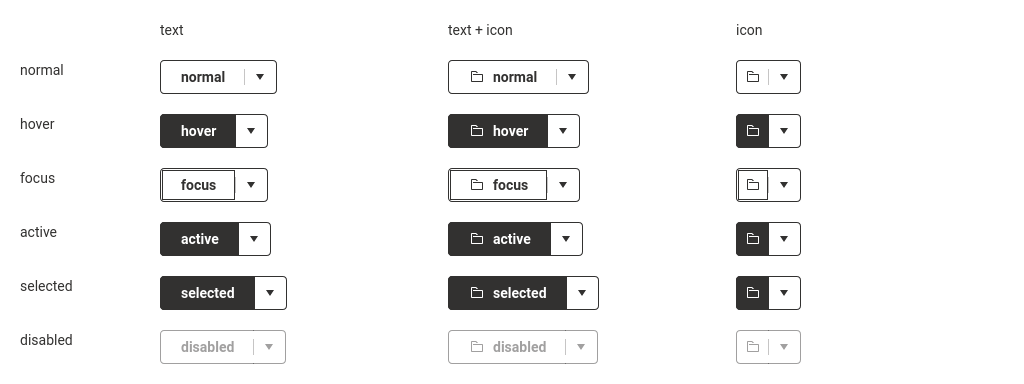 text text + icon icon
normal normal normal
hover hover hover
focus focus focus
active active active
selected selected selected
disabled disabled disabled